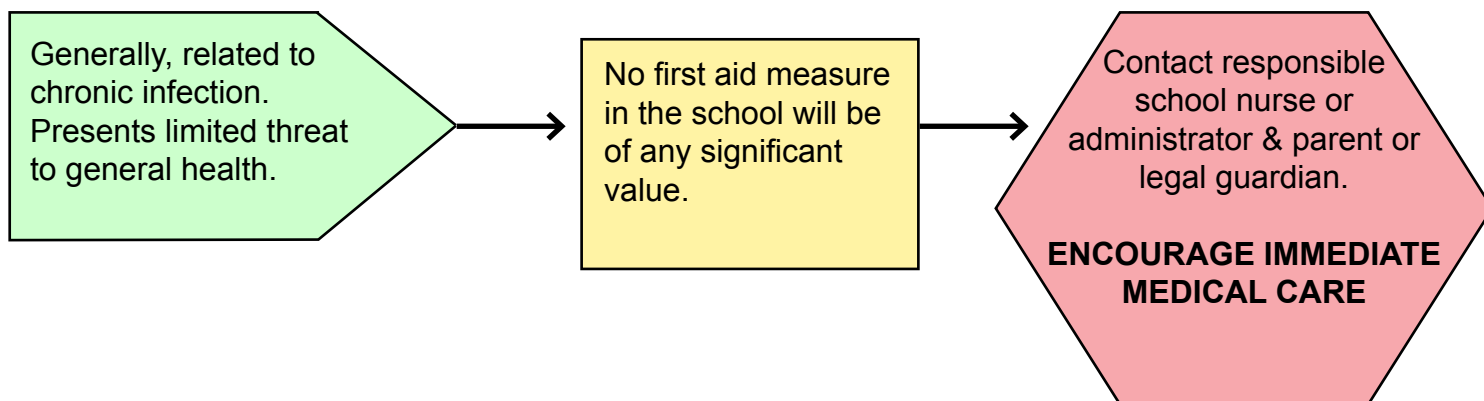 Generally, related to
chronic infection.
Presents limited threat
to general health.
No first aid measure
in the school will be
of any significant
value.
Contact responsible
school nurse or
administrator & parent or
legal guardian.
ENCOURAGE IMMEDIATE
MEDICAL CARE